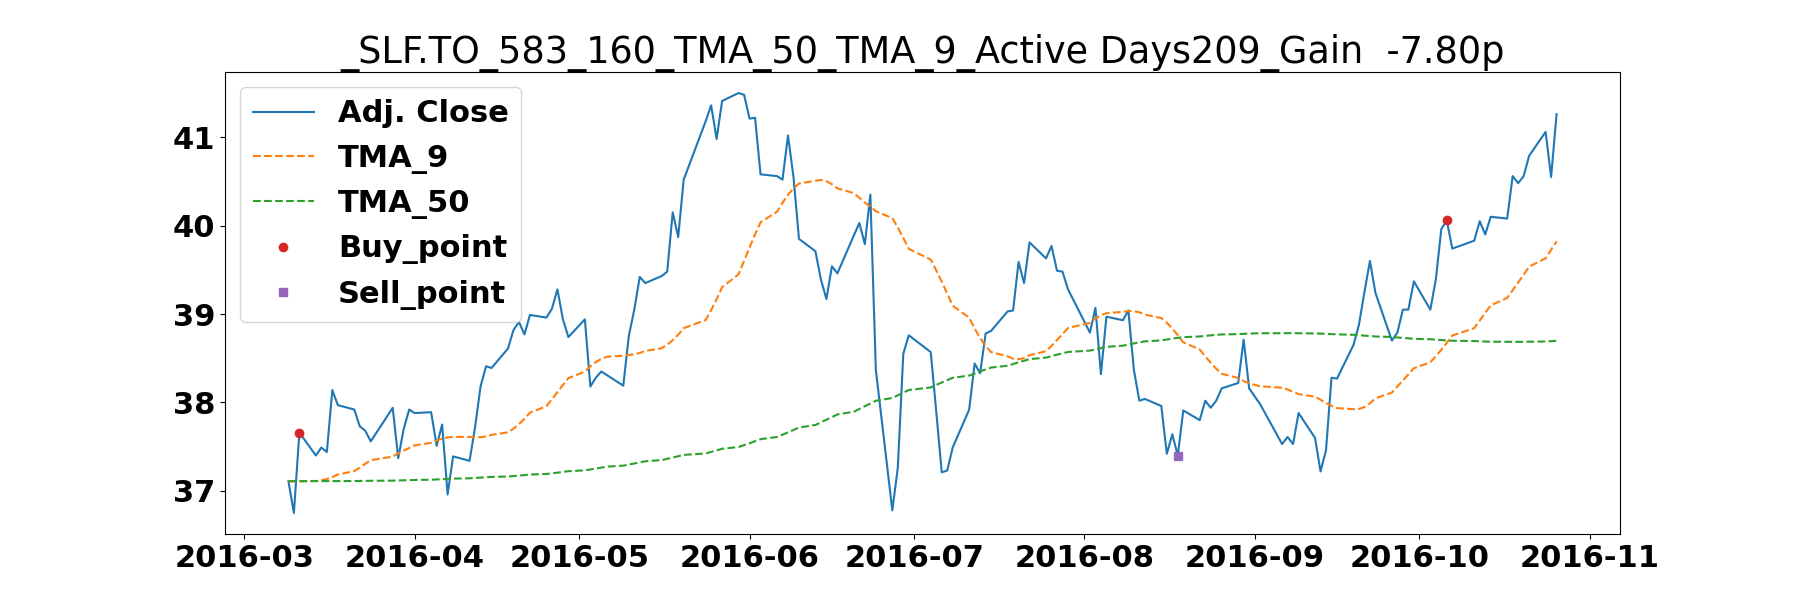 _SLF.TO_583_160_TMA_50_TMA_9_Active Days209_Gain  -7.80p
Adj. Close
TMA_9
TMA_50
Buy_point
Sell_point
41
40
39
38
37
2016-03 2016-04 2016-05 2016-06 2016-07 2016-08 2016-09 2016-10 2016-11